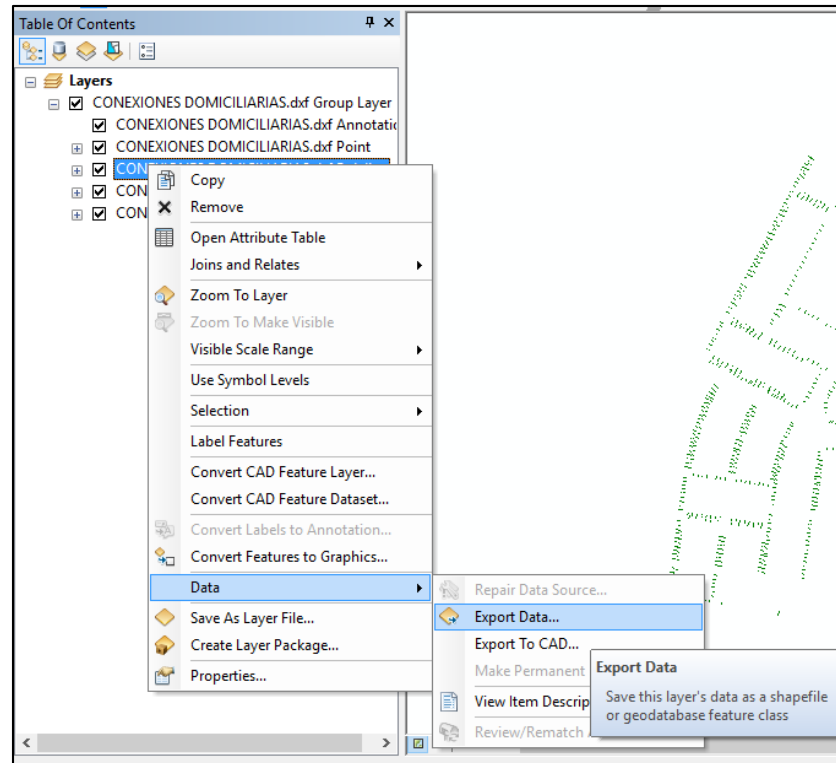 Table Of Contents
Layers
CONEXIONES DOMICILIARIAS.dxf Group Layer
CONEXIONES DOMICILIARIAS.dxf Annotatic
CONEXIONES DOMICILIARIAS.dxf Point
CON
CON
CON
Copy
Remove
Open Attribute Table
Joins and Relates
Zoom To Layer
Zoom To Make Visible
Visible Scale Range
Use Symbol Levels
Selection
Label Features
Convert CAD Feature Layer...
Convert CAD Feature Dataset...
Convert Labels to Annotation...
Convert Features to Graphics...
Data
Save As Layer File...
Create Layer Package...
Properties...
Repair Data Source...
Export Data...
Export To CAD...
Make Permanent
View Item Descrip
Review/Rematch
Export Data
Save this layer's data as a shapefile
or geodatabase feature class